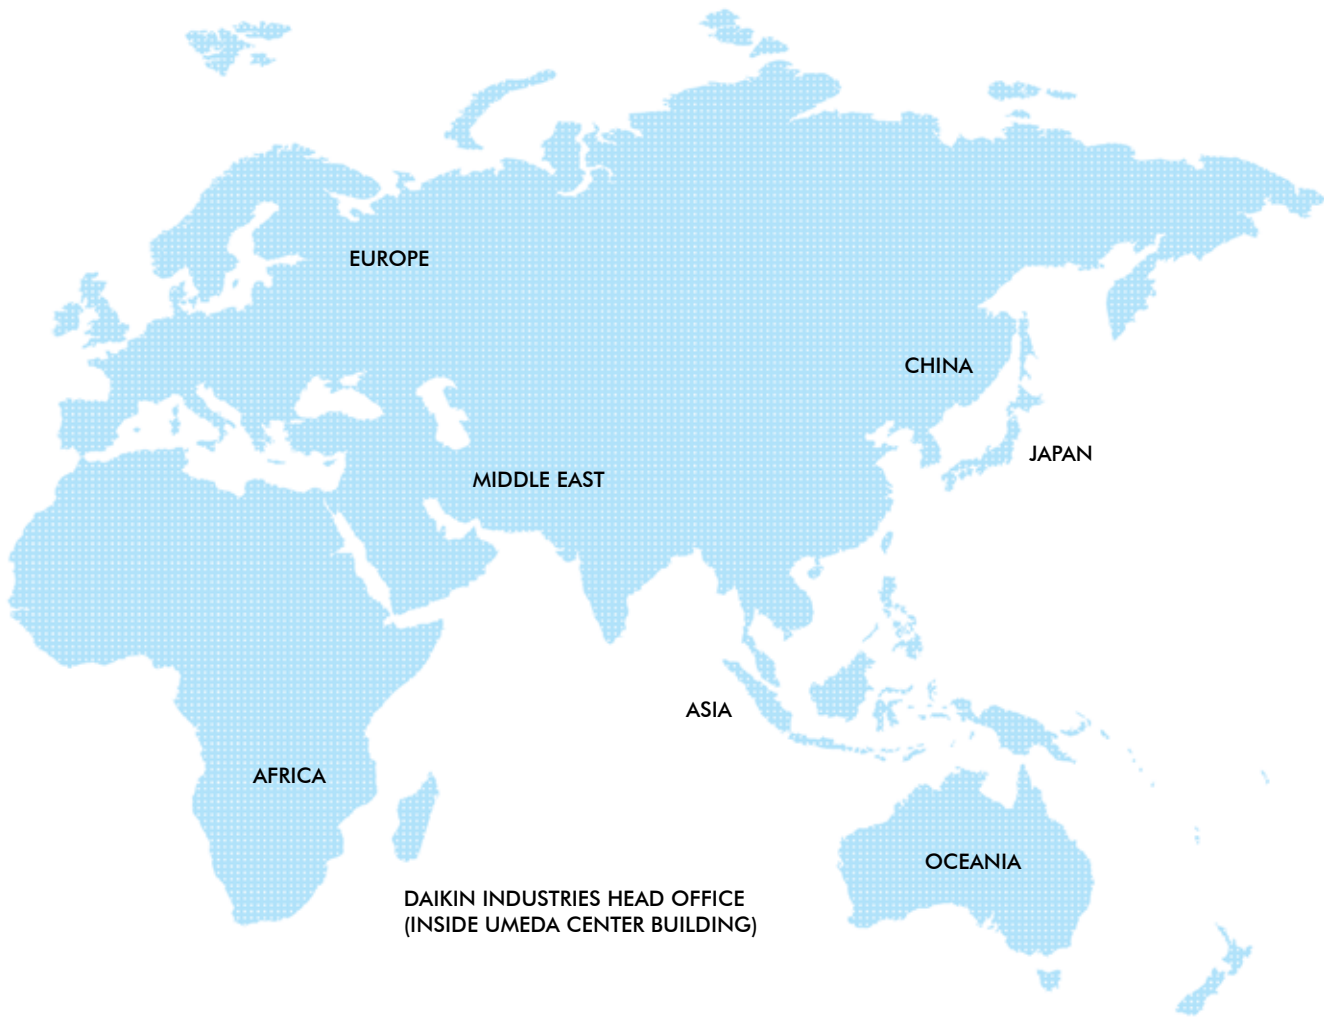 EUROPE
CHINA
JAPAN
MIDDLE EAST
ASIA
AFRICA
OCEANIA
DAIKIN INDUSTRIES HEAD OFFICE
(INSIDE UMEDA CENTER BUILDING)